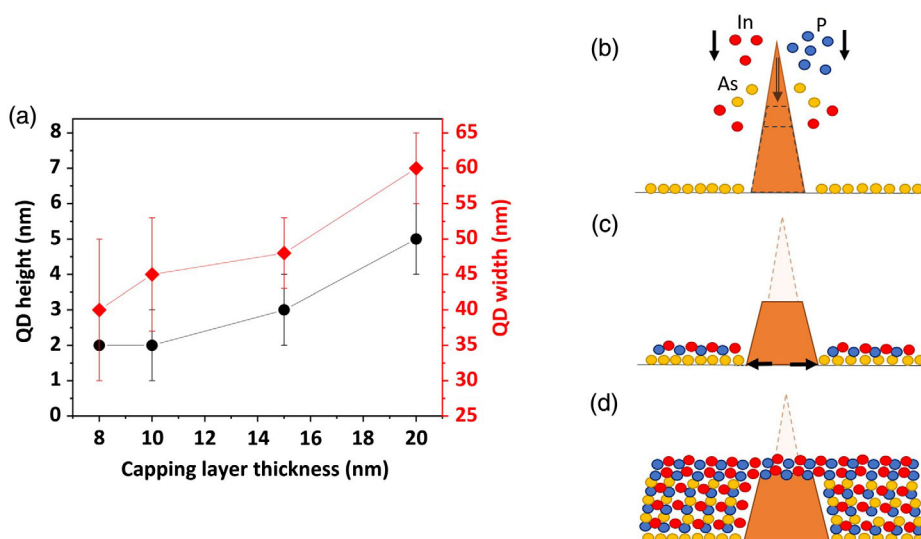 (a)
QD height (nm)
8
7
6
5
4
3
2
1
0
8 10 12 14 16 18 20
Capping layer thickness (nm)
65
60
55
50
45
40
35
30
25
QD width (nm)
(b)
In
P
As
(c)
(d)